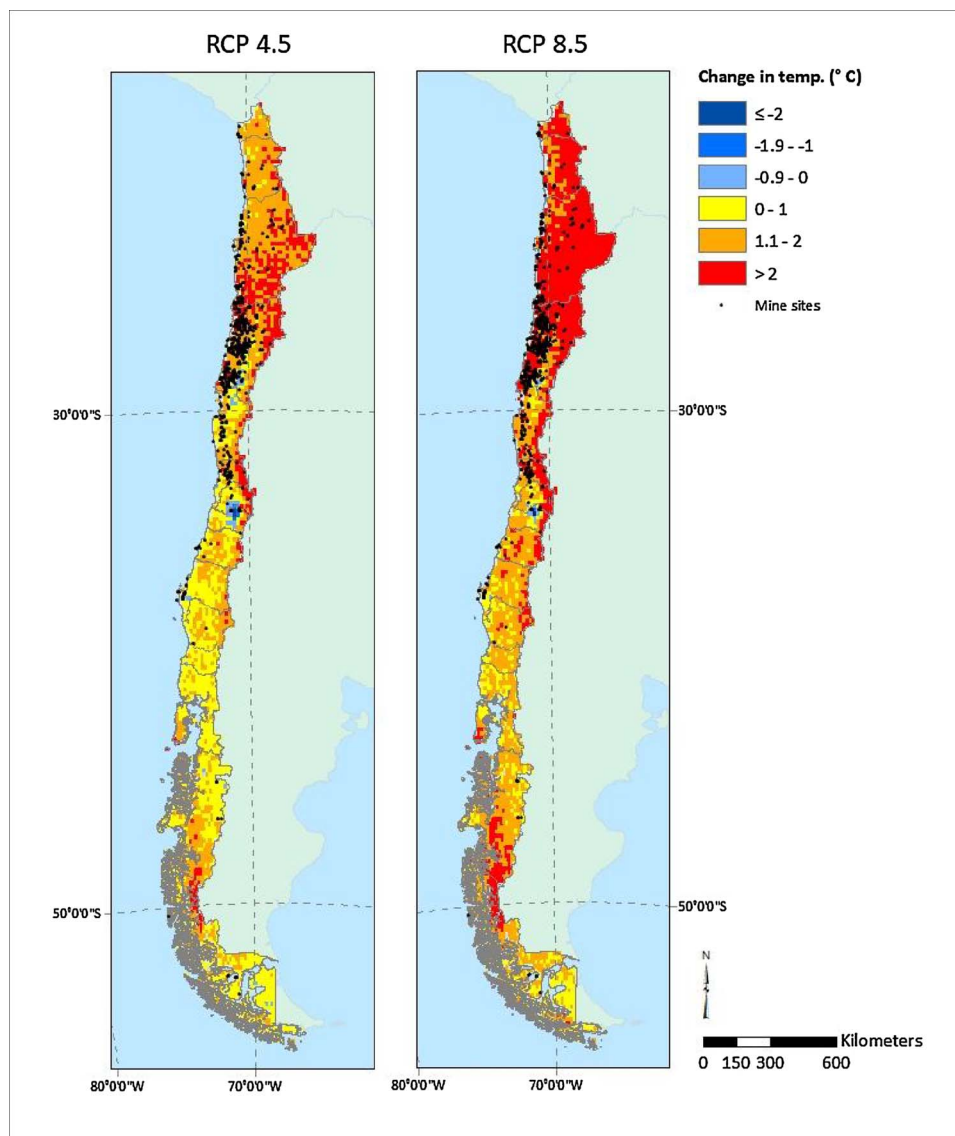 RCP 4.5
RCP 8.5
Change in temp. (° C)
≤ -2
-1.9 - -1
-0.9 - 0
0 - 1
1.1 - 2
> 2
Mine sites
30°0'0"S
30°0'0"S
50°0'0"S
50°0'0"S
N
Kilometers
0 150 300 600
80°0'0"W 70°0'0"W
80°0'0"W 70°0'0"W